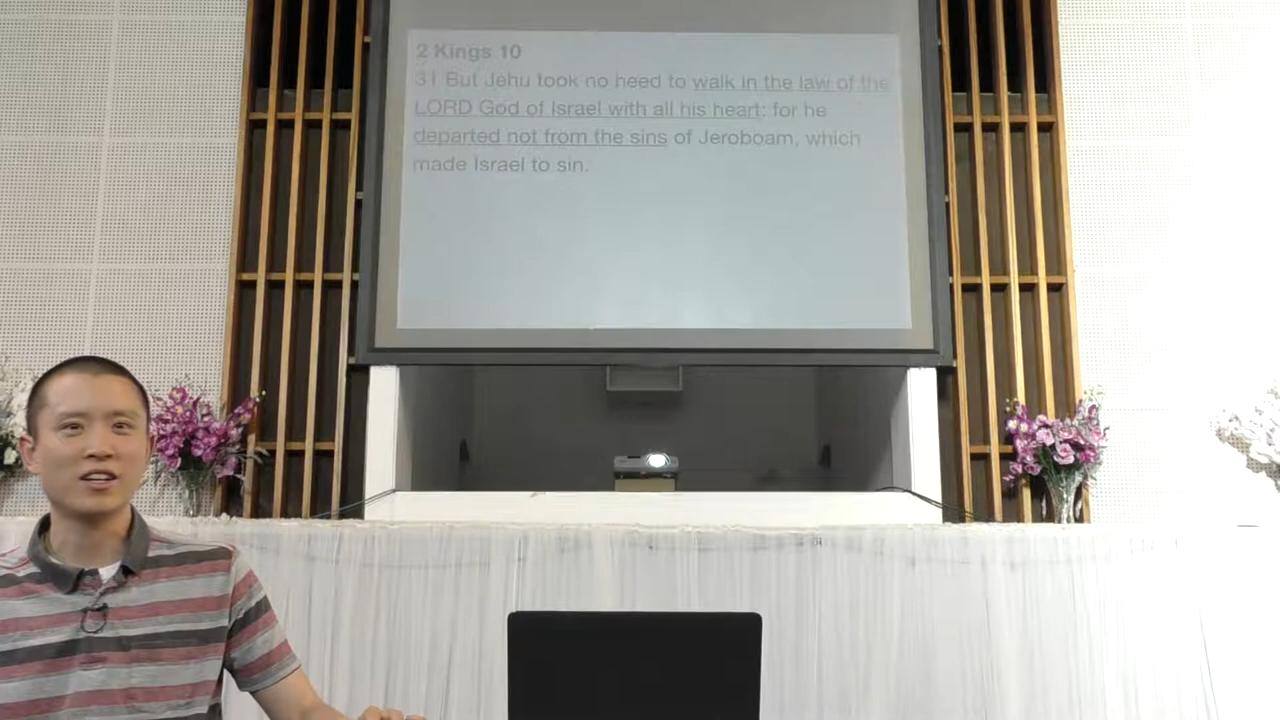 2 Kings 10
31 But Jehu took no heed to walk in the law of the
LORD God of Israel with all his heart: for he
departed not from the sins of Jeroboam, which
made Israel to sin.